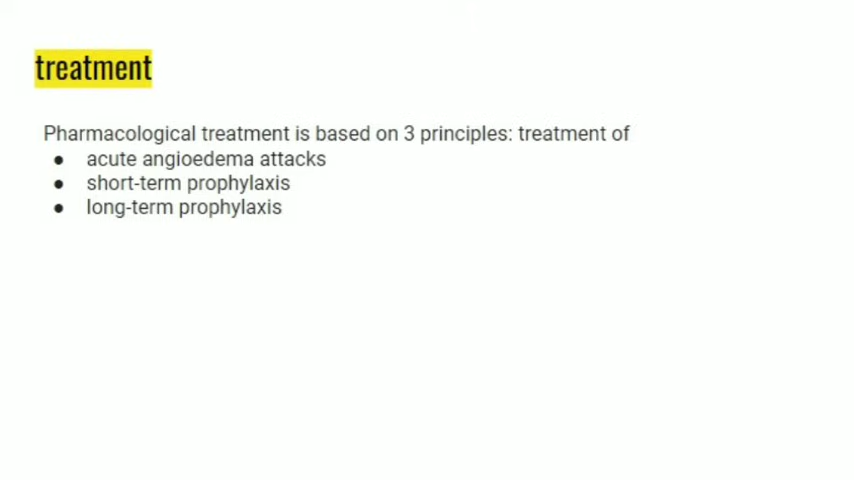 treatment
Pharmacological treatment is based on 3 principles: treatment of
● acute angioedema attacks
● short-term prophylaxis
● long-term prophylaxis